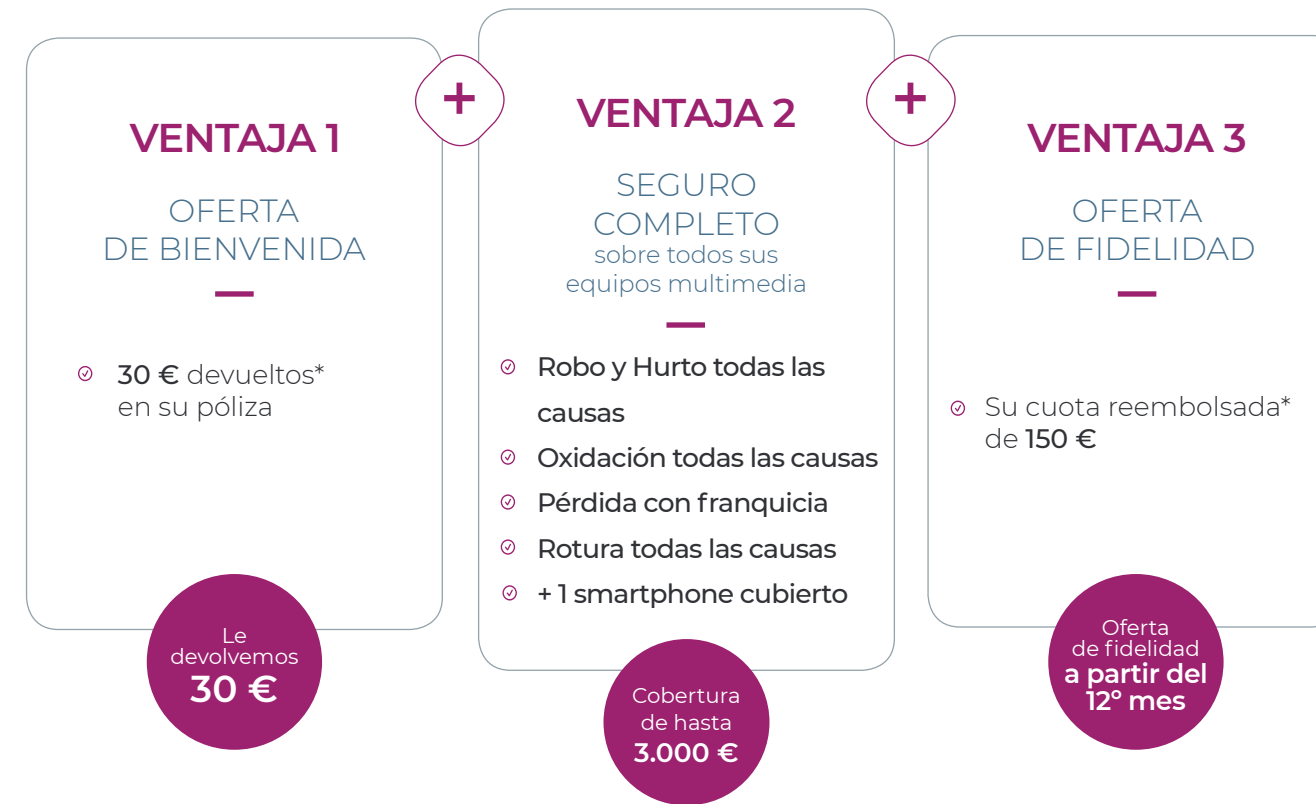 VENTAJA 1
OFERTA
DE BIENVENIDA
30 € devueltos*
en su póliza
Le
devolvemos
30 €
+
VENTAJA 2
SEGURO
COMPLETO
sobre todos sus
equipos multimedia
Robo y Hurto todas las
causas
Oxidación todas las causas
Pérdida con franquicia
Rotura todas las causas
+ 1 smartphone cubierto
Cobertura
de hasta
3.000 €
+
VENTAJA 3
OFERTA
DE FIDELIDAD
Su cuota reembolsada*
de 150 €
Oferta
de fidelidad
a partir del
12º mes